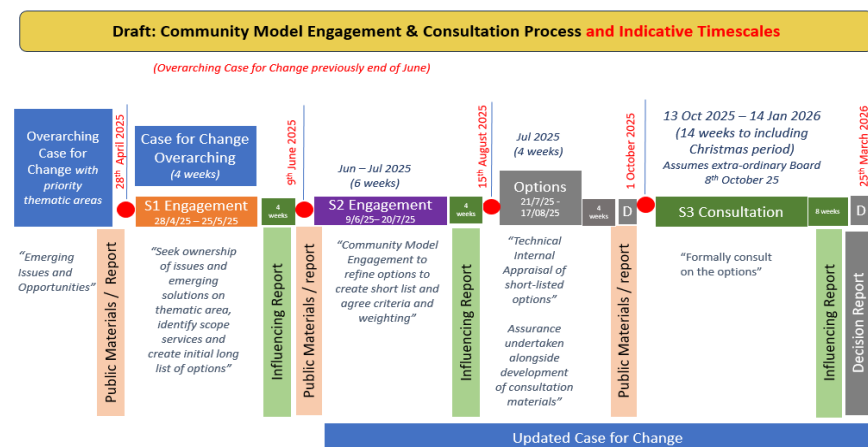 Draft: Community Model Engagement & Consultation Process and Indicative Timescales
(Overarching Case for Change previously end of June)
Overarching
Case for
Change with
priority
thematic areas
"Emerging
Issues and
Opportunities"
28th April 2025
Public Materials / Report
Case for Change
Overarching
(4 weeks)
S1 Engagement
28/4/25 – 25/5/25
"Seek ownership
of issues and
emerging
solutions on
thematic area,
identify scope
services and
create initial long
list of options"
4
weeks
Influencing Report
9th June 2025
Public Materials / report
Jun – Jul 2025
(6 weeks)
S2 Engagement
9/6/25– 20/7/25
"Community Model
Engagement to
refine options to
create short list and
agree criteria and
weighting"
4
weeks
Influencing Report
15th August 2025
Jul 2025
(4 weeks)
Options
21/7/25 -
17/08/25
"Technical
Internal
Appraisal of
short-listed
options"
Assurance
undertaken
alongside
development
of consultation
materials"
4
weeks
D
1 October 2025
Public Materials / Report
13 Oct 2025 – 14 Jan 2026
(14 weeks to including
Christmas period)
Assumes extra-ordinary Board
8th October 25
S3 Consultation
"Formally consult
on the options"
8 weeks
Influencing Report
25th March 2026
D
Decision Report
Updated Case for Change